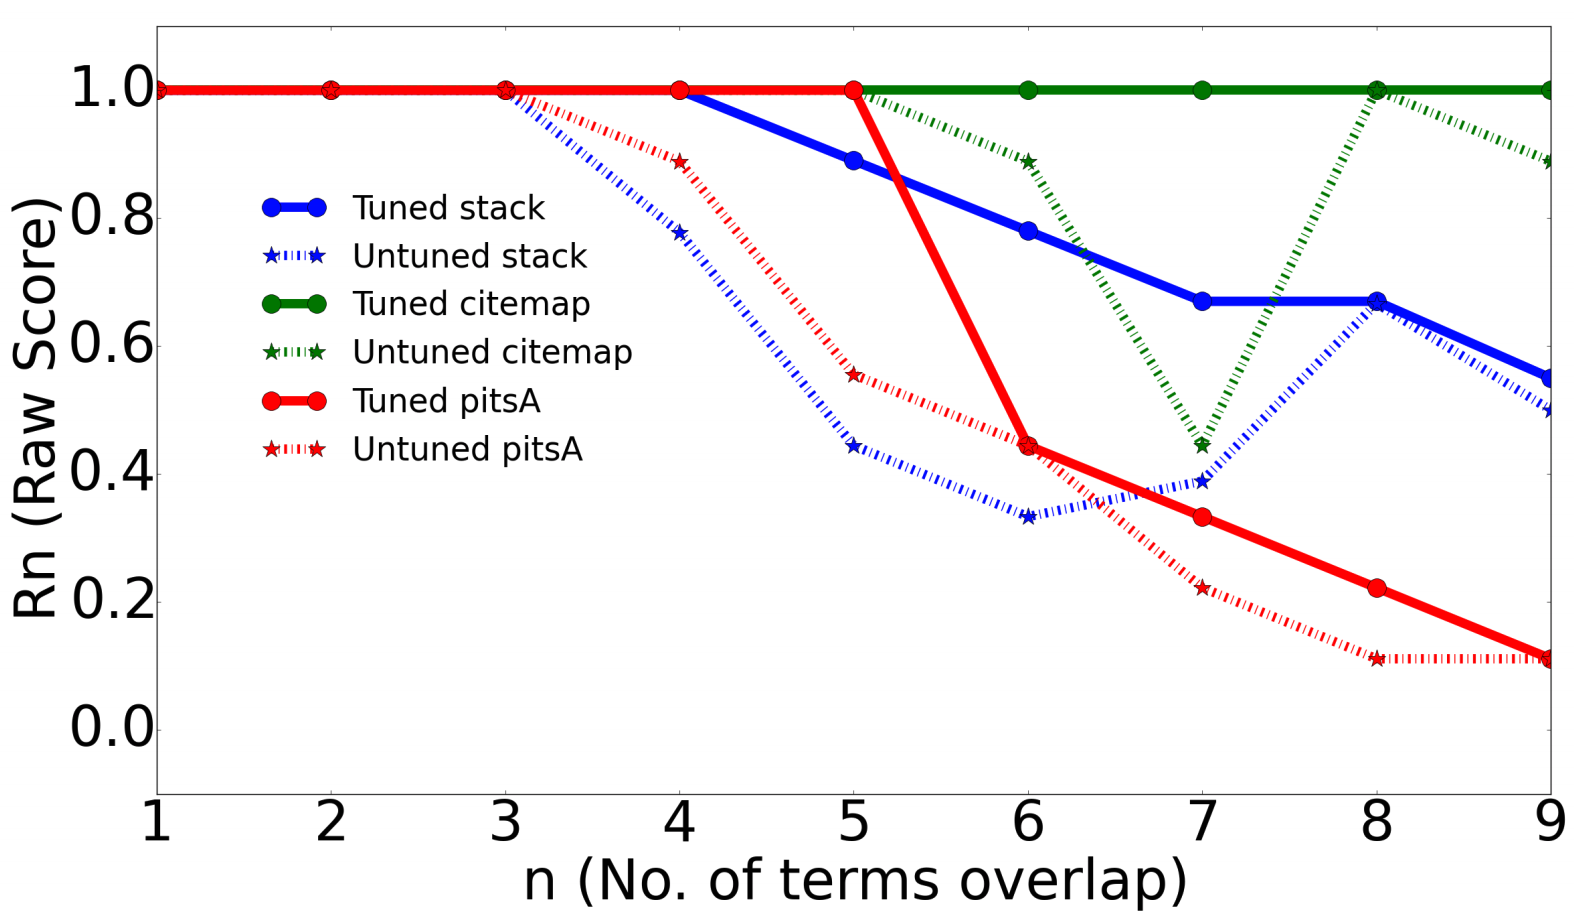 Rn (Raw Score)
1.0
0.8
0.6
0.4
0.2
0.0
Tuned stack
Untuned stack
Tuned citemap
Untuned citemap
Tuned pitsA
Untuned pitsA
1 2 3 4 5 6 7 8 9
n (No. of terms overlap)